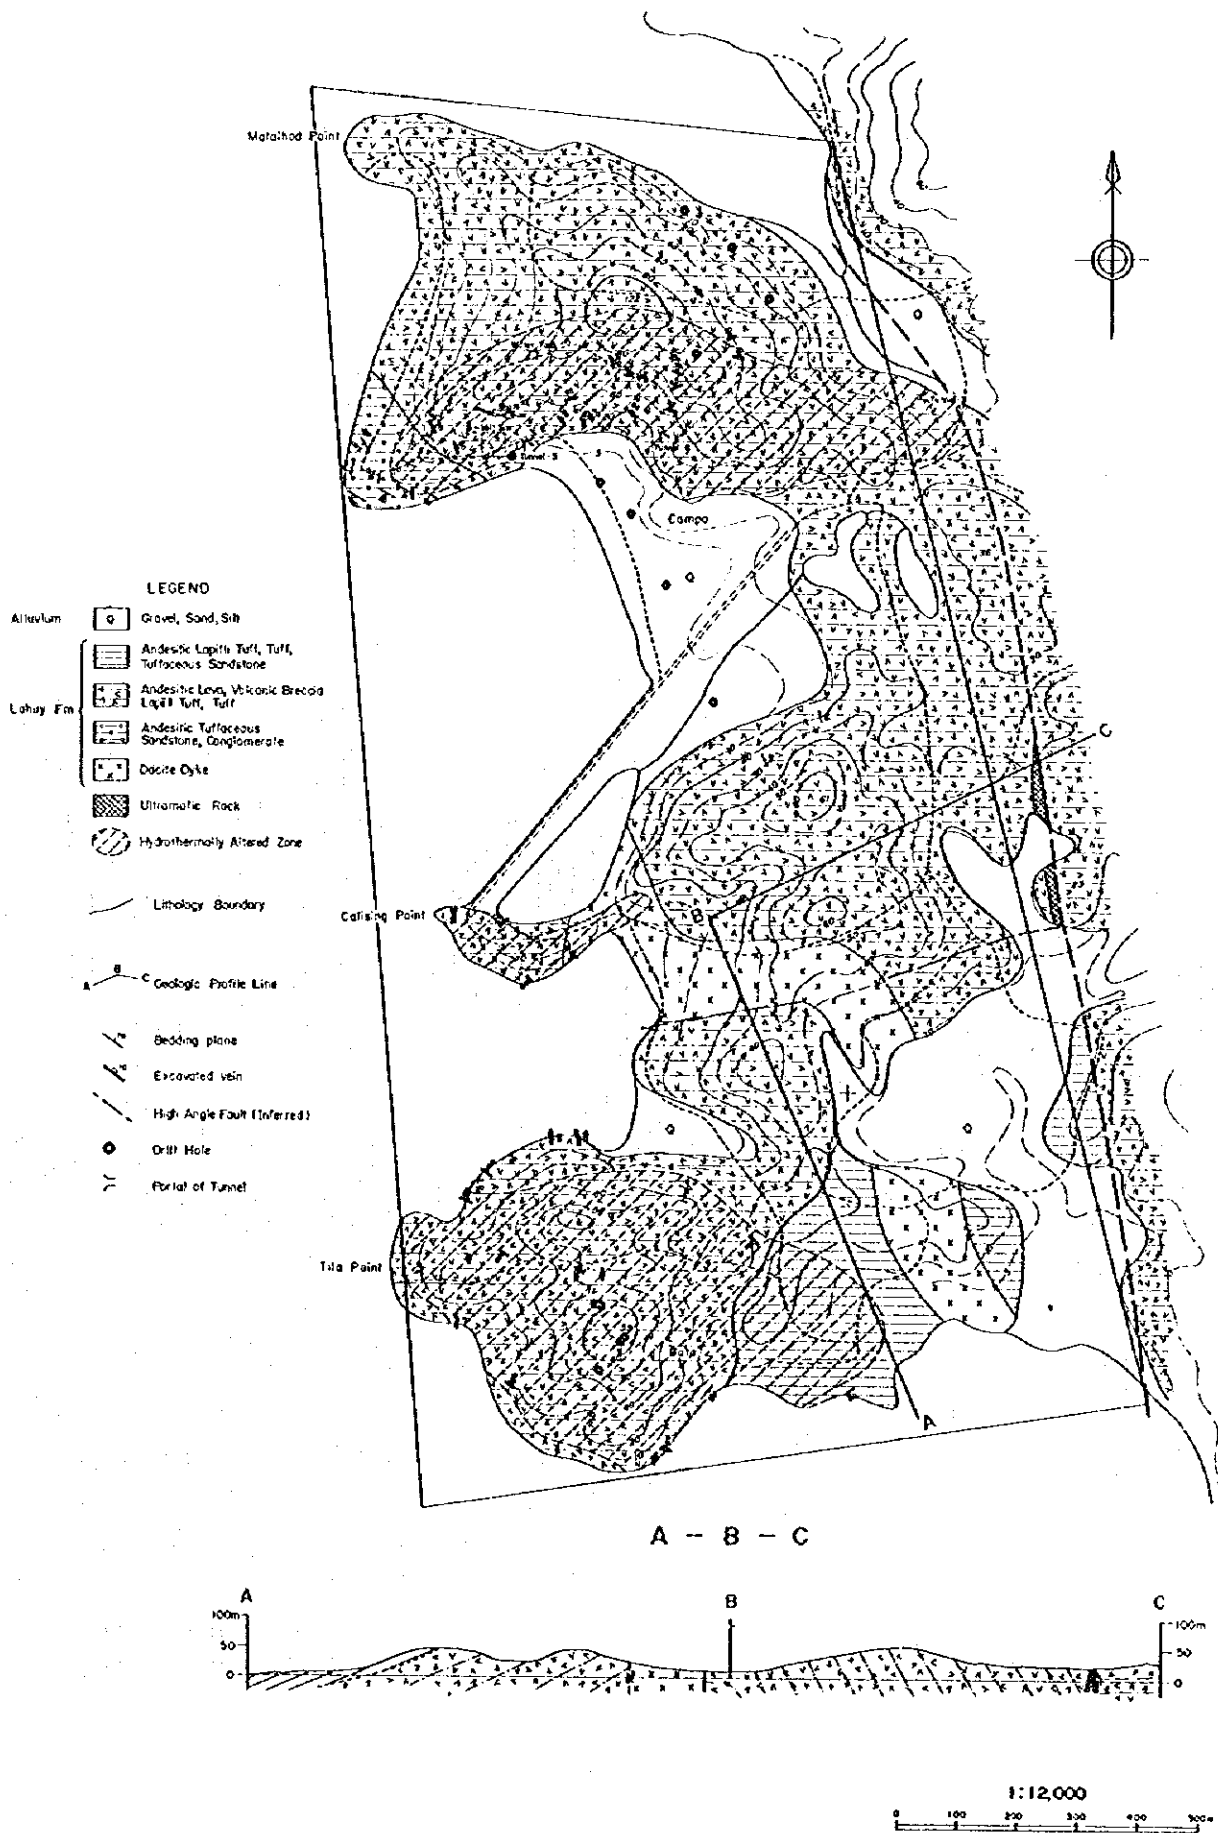 Matalhod Point
Tunnel-3
Campo
C
LEGEND
Alluvium
Gravel, Sand, Silt
Lahuy Fm
Andesitic Lapilli Tuff, Tuff,
Tuffaceous Sandstone
Andesitic Lava, Volcanic Breccia
Lapilli Tuff, Tuff
Andesitic Tuffaceous
Sandstone, Conglomerate
Dacite Dyke
Ultramafic Rock
Hydrothermally Altered Zone
Lithology Boundary
A B C Geologic Profile Line
Bedding plane
Excavated vein
High Angle Fault (Inferred)
Drill Hole
Portal of Tunnel
Calising Point
B
Tila Point
A
A - B - C
A B C
100m 100m
50 50
0 0
1:12,000
0 100 200 300 400 500m